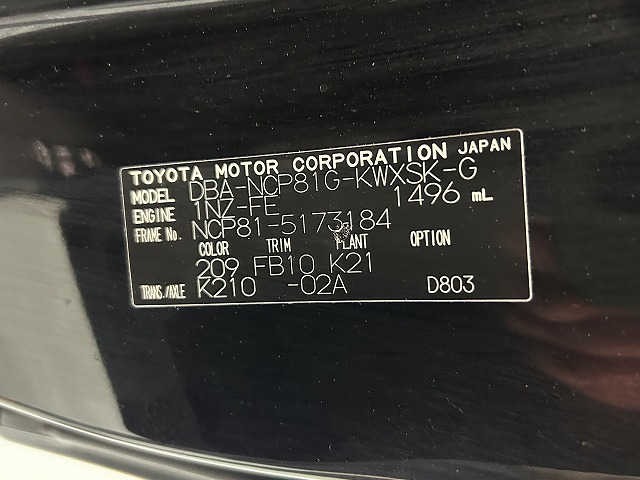 TOYOTA MOTOR CORPORATION JAPAN
MODEL DBA-NCP81G-KWXSK-G
ENGINE 1NZ-FE 1496 mL
FRAME No. NCP81-5173184
COLOR TRIM PLANT OPTION
209 FB10 K21
TRANS./AXLE K210 -02A D803